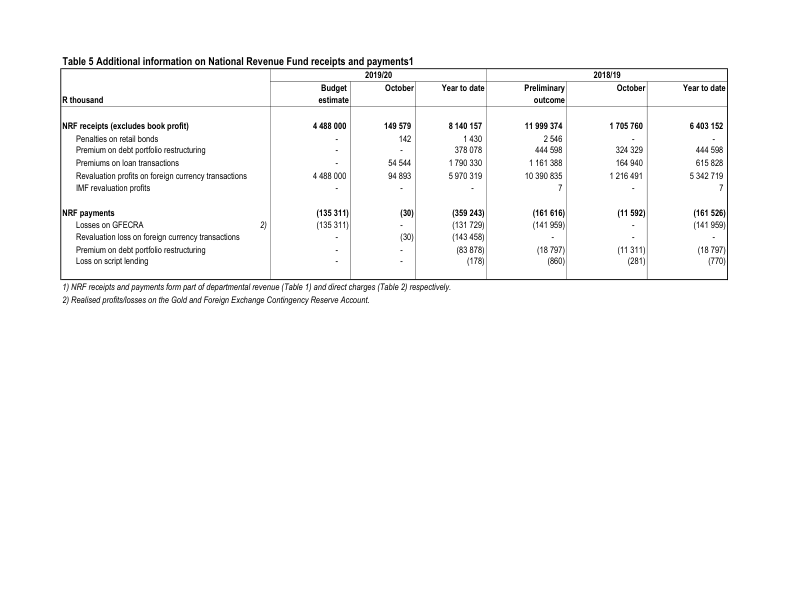 Table 5 Additional information on National Revenue Fund receipts and payments1
2019/20 2018/19
Budget October Year to date Preliminary October Year to date
R thousand estimate outcome
NRF receipts (excludes book profit) 4 488 000 149 579 8 140 157 11 999 374 1 705 760 6 403 152
Penalties on retail bonds - 142 1 430 2 546 - -
Premium on debt portfolio restructuring - - 378 078 444 598 324 329 444 598
Premiums on loan transactions - 54 544 1 790 330 1 161 388 164 940 615 828
Revaluation profits on foreign currency transactions 4 488 000 94 893 5 970 319 10 390 835 1 216 491 5 342 719
IMF revaluation profits - - - 7 - 7
NRF payments (135 311) (30) (359 243) (161 616) (11 592) (161 526)
Losses on GFECRA 2) (135 311) - (131 729) (141 959) - (141 959)
Revaluation loss on foreign currency transactions - (30) (143 458) - - -
Premium on debt portfolio restructuring - - (83 878) (18 797) (11 311) (18 797)
Loss on script lending - - (178) (860) (281) (770)
1) NRF receipts and payments form part of departmental revenue (Table 1) and direct charges (Table 2) respectively.
2) Realised profits/losses on the Gold and Foreign Exchange Contingency Reserve Account.